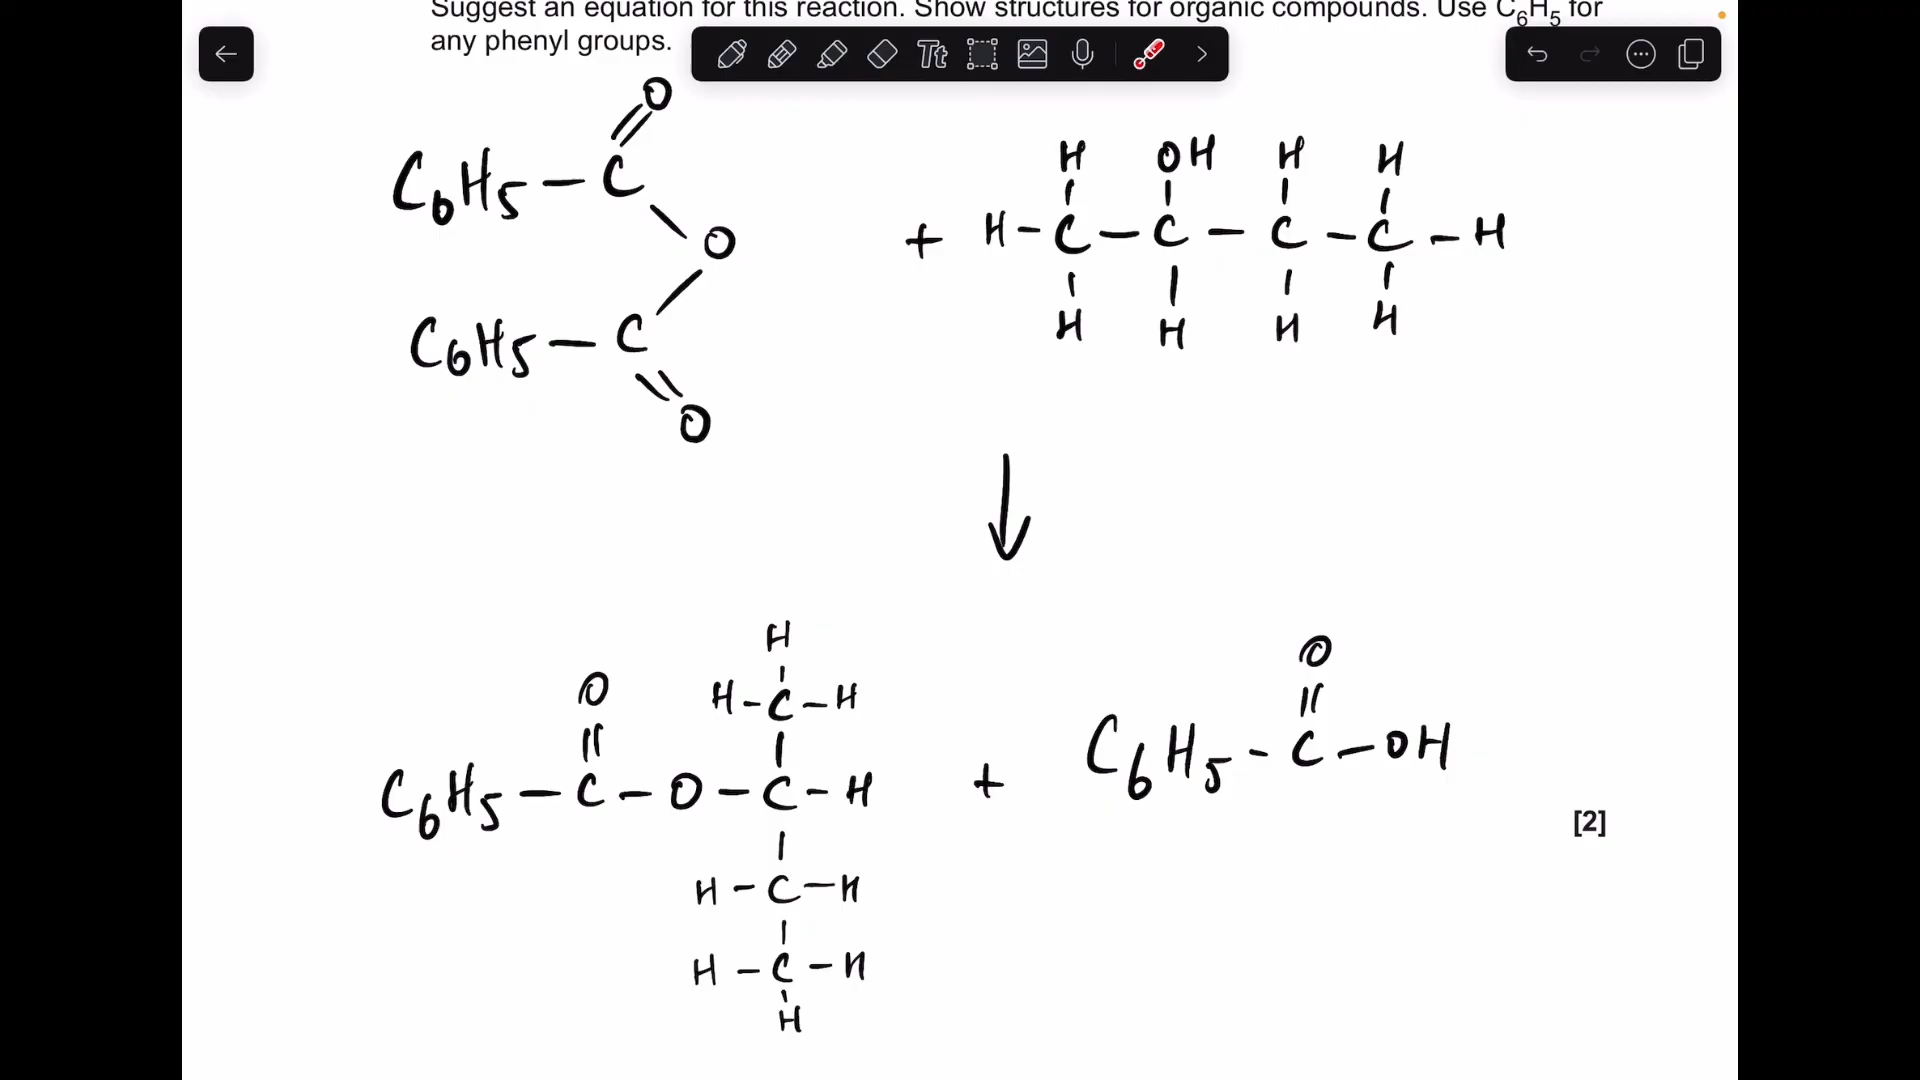 Suggest an equation for this reaction. Show structures for organic compounds. Use C6H5 for
any phenyl groups.
Tt
O
C6H5 – C
O
C6H5 – C
O
+
H OH H H
H – C – C – C – C – H
H H H H
H
O H – C – H
C6H5 – C – O – C – H
H – C – H
H – C – H
H
+
O
C6H5 – C – OH
[2]